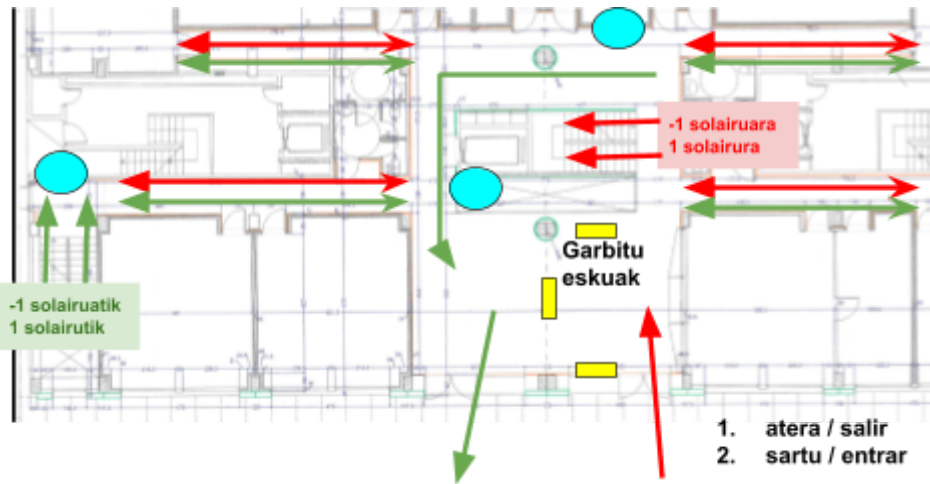 -1 solairuara
1 solairura
Garbitu
eskuak
-1 solairuatik
1 solairutik
1. atera / salir
2. sartu / entrar